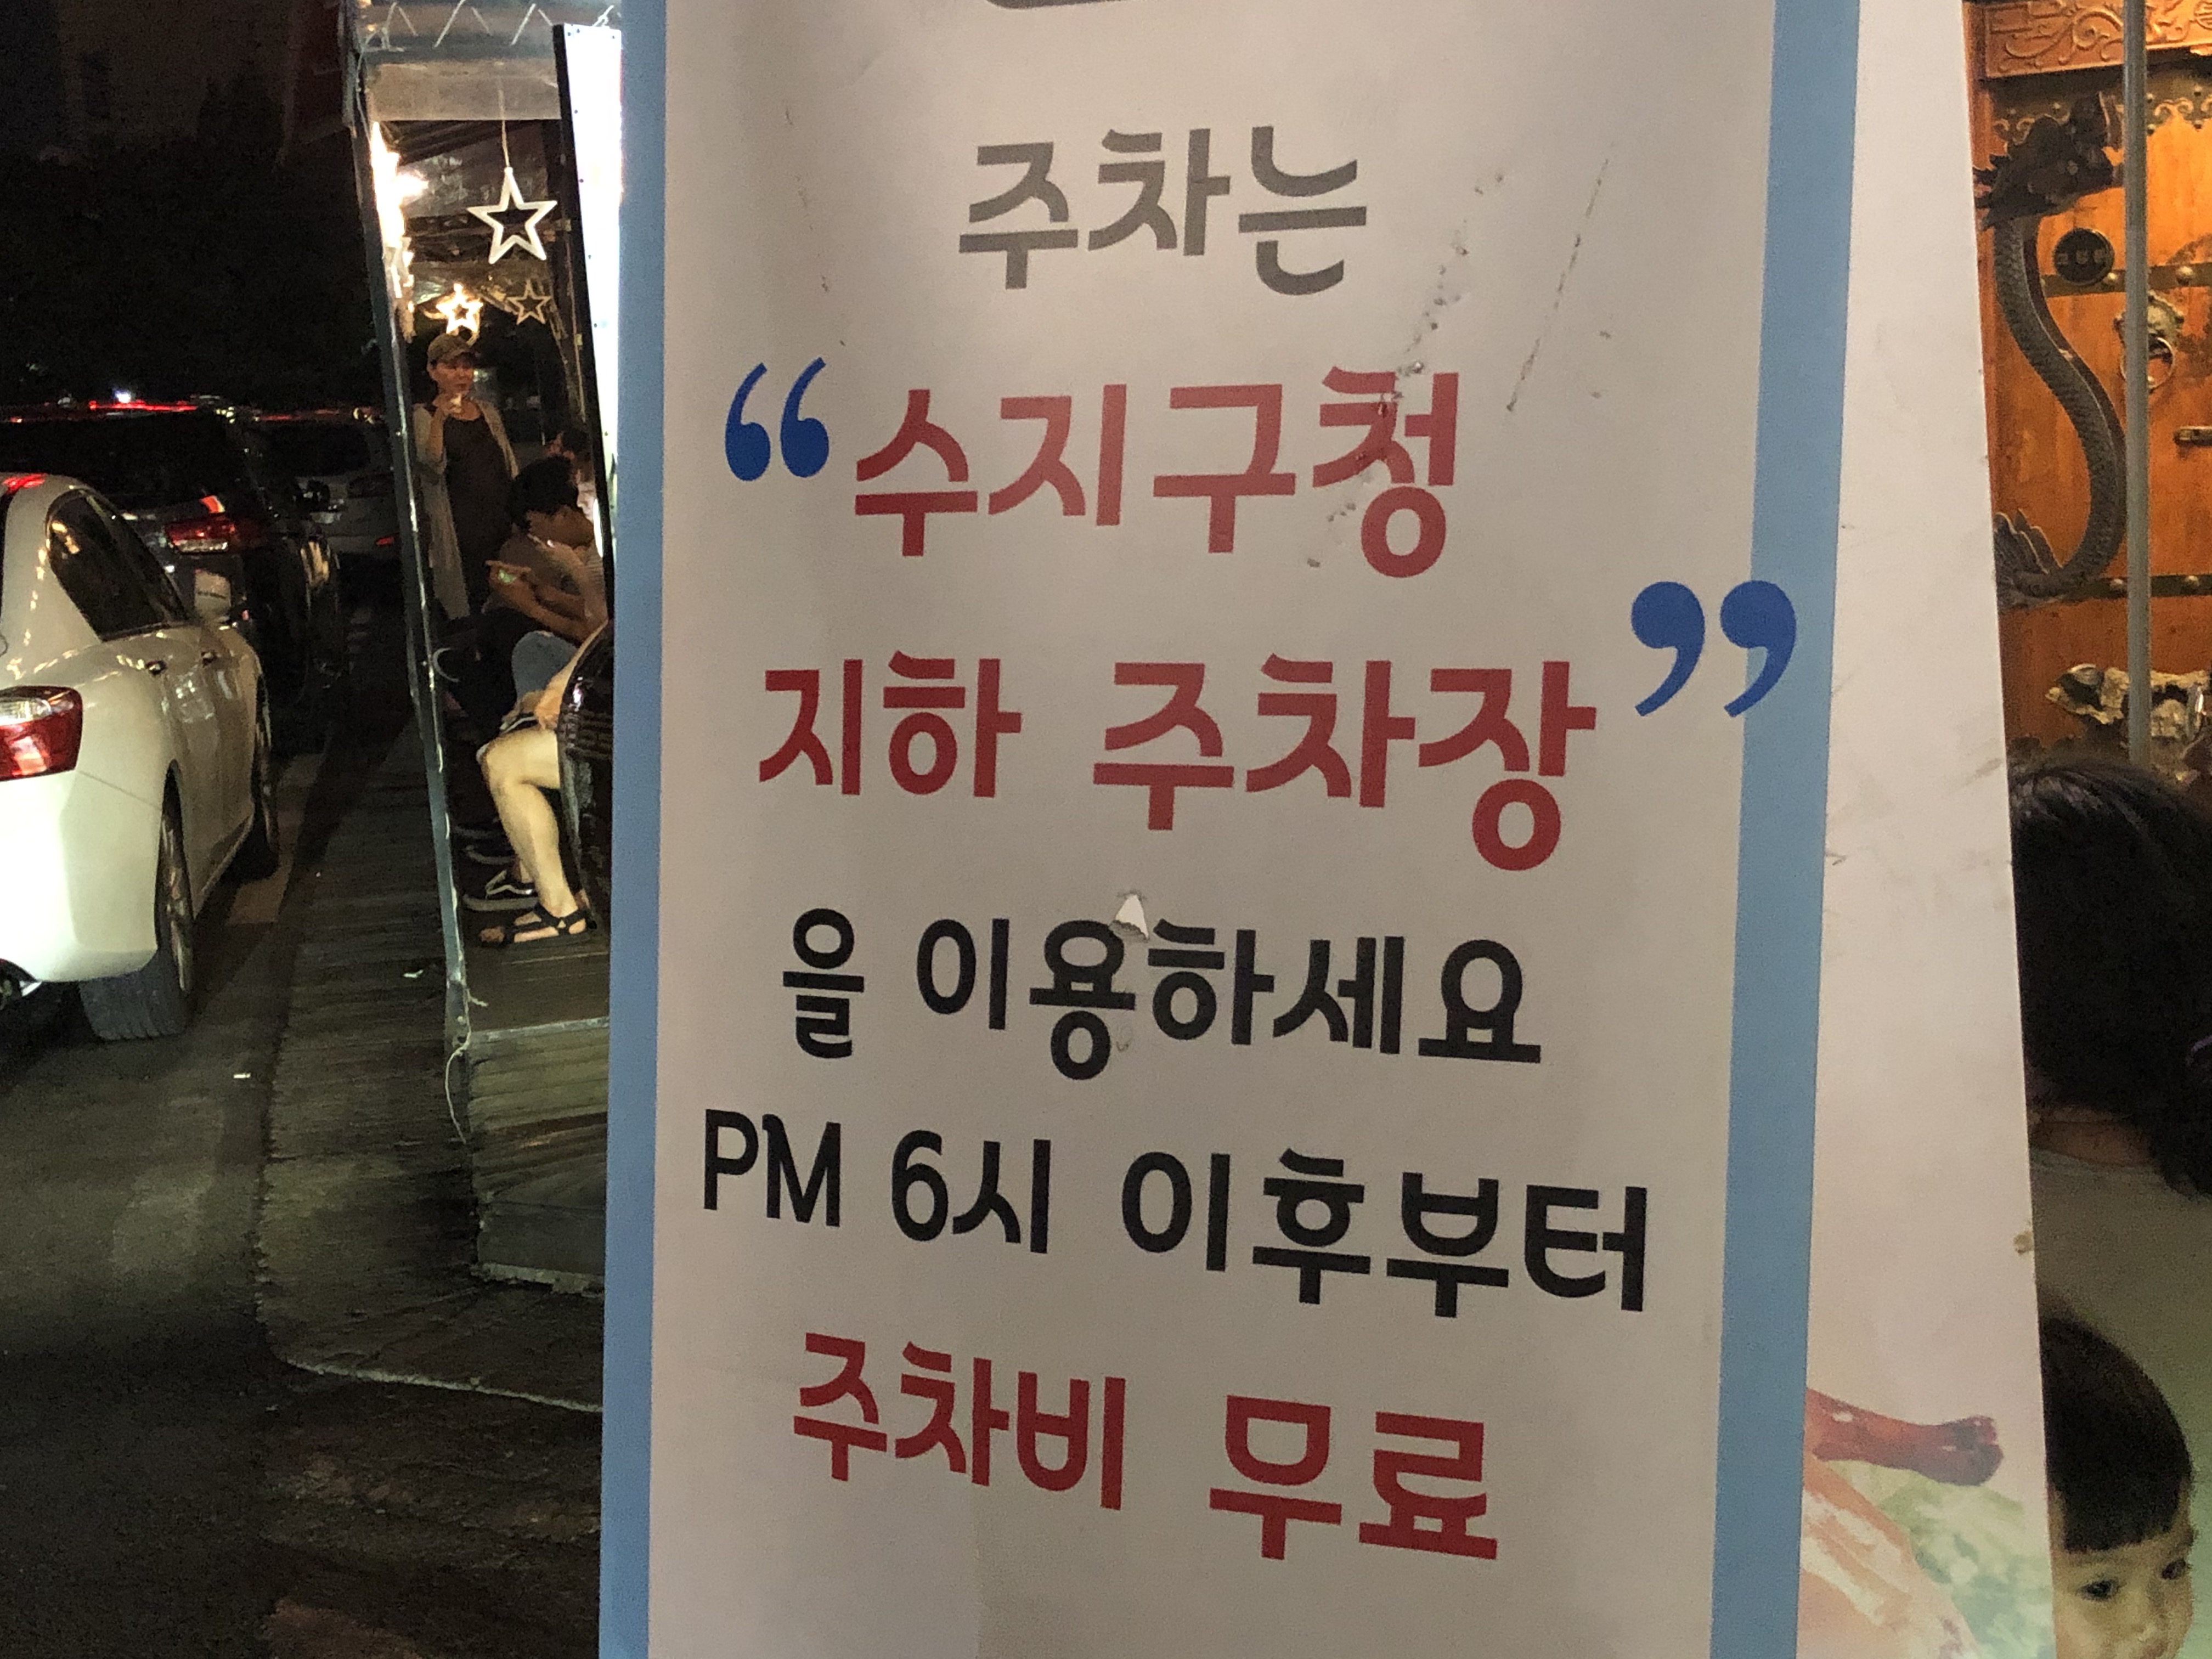 주차는
“수지구청
지하 주차장”
을 이용하세요
PM 6시 이후부터
주차비 무료